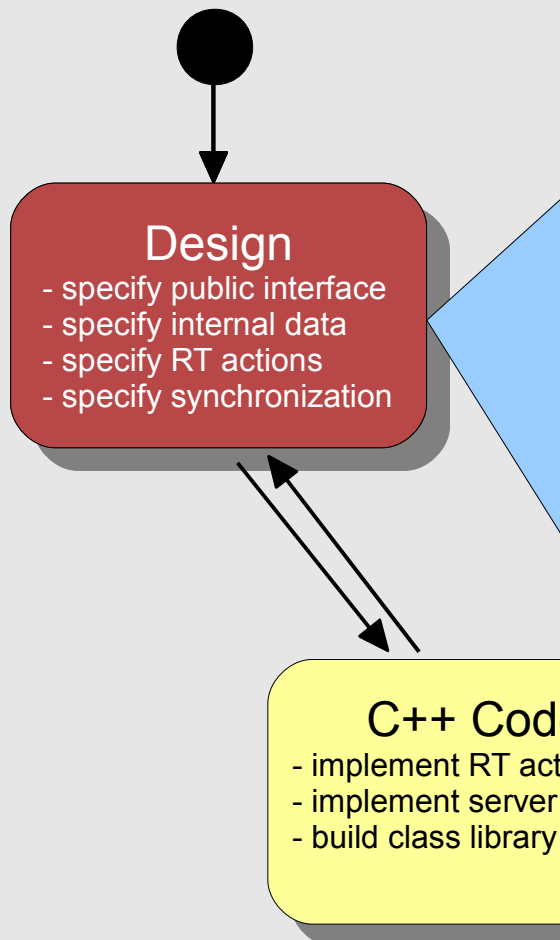 Design
- specify public interface
- specify internal data
- specify RT actions
- specify synchronization
C++ Cod
- implement RT act
- implement server
- build class library